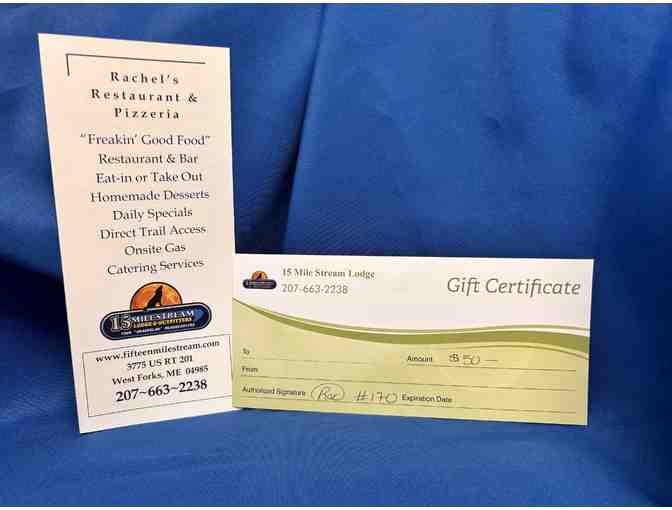 Rachel's
Restaurant &
Pizzeria
"Freakin' Good Food"
Restaurant & Bar
Eat-in or Take Out
Homemade Desserts
Daily Specials
Direct Trail Access
Onsite Gas
Catering Services
15 MILESTREAM
LODGE & OUTFITTERS
www.fifteenmilestream.com
3775 US RT 201
West Forks, ME 04985
207~663~2238
15 Mile Stream Lodge
207-663-2238
Gift Certificate
To
Amount $50 —
From
Authorized Signature Rae #170 Expiration Date